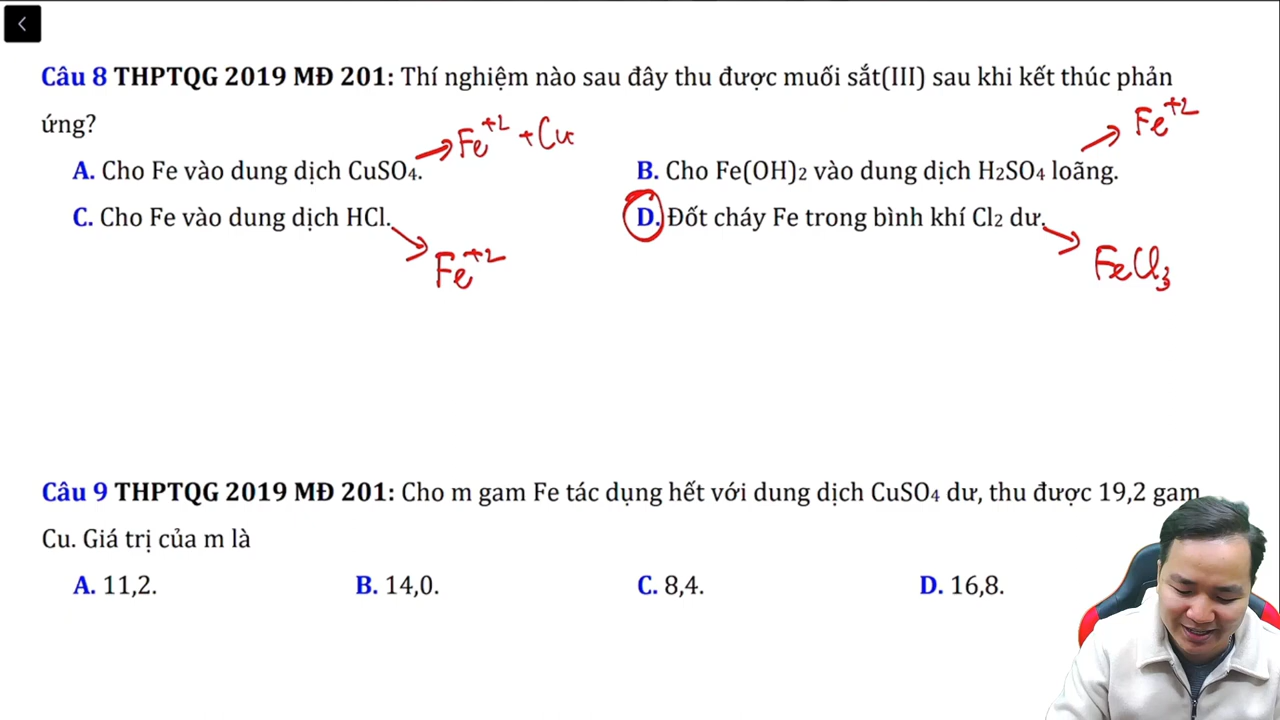 Câu 8 THPTQG 2019 MĐ 201: Thí nghiệm nào sau đây thu được muối sắt(III) sau khi kết thúc phản
ứng?
Fe⁺² + Cu
Fe⁺²
A. Cho Fe vào dung dịch CuSO₄.
B. Cho Fe(OH)₂ vào dung dịch H₂SO₄ loãng.
C. Cho Fe vào dung dịch HCl.
D. Đốt cháy Fe trong bình khí Cl₂ dư.
Fe⁺²
FeCl₃
Câu 9 THPTQG 2019 MĐ 201: Cho m gam Fe tác dụng hết với dung dịch CuSO₄ dư, thu được 19,2 gam
Cu. Giá trị của m là
A. 11,2.
B. 14,0.
C. 8,4.
D. 16,8.